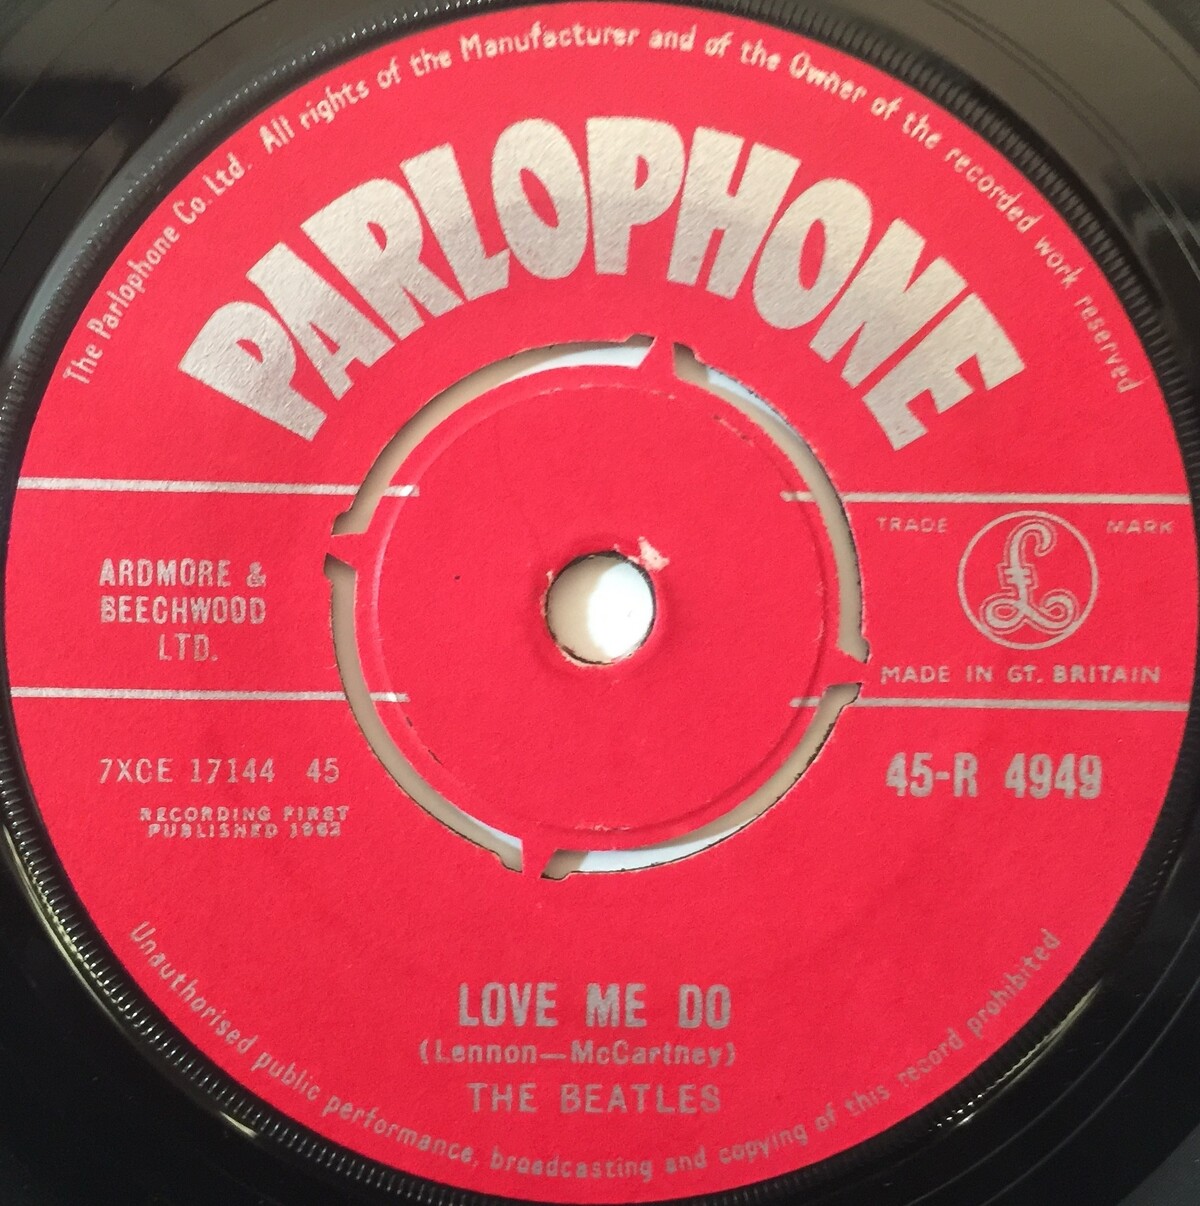 The Parlophone Co. Ltd. All rights of the Manufacturer and of the Owner of the recorded work reserved
PARLOPHONE
TRADE MARK
£
ARDMORE &
BEECHWOOD
LTD.
MADE IN GT. BRITAIN
7XCE 17144 45
45-R 4949
RECORDING FIRST
PUBLISHED 1962
LOVE ME DO
(Lennon—McCartney)
THE BEATLES
Unauthorised public performance, broadcasting and copying of this record prohibited